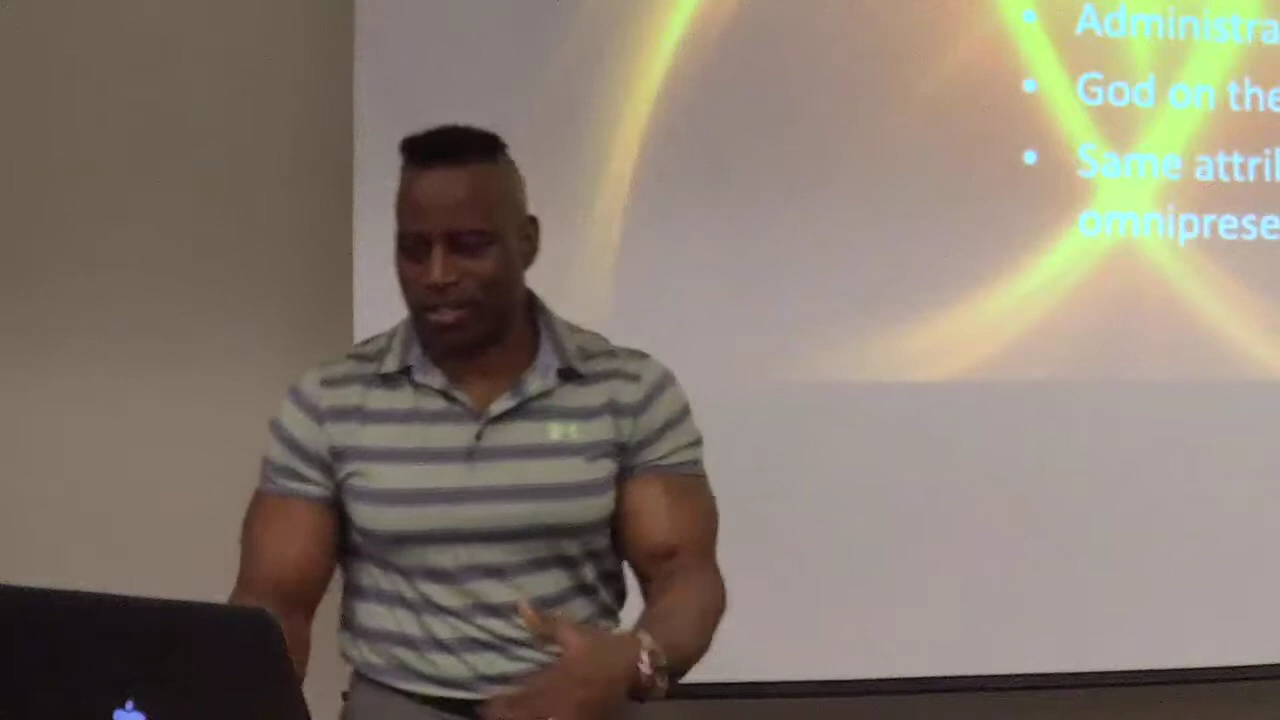 • Administra
• God on the
• Same attri
omniprese